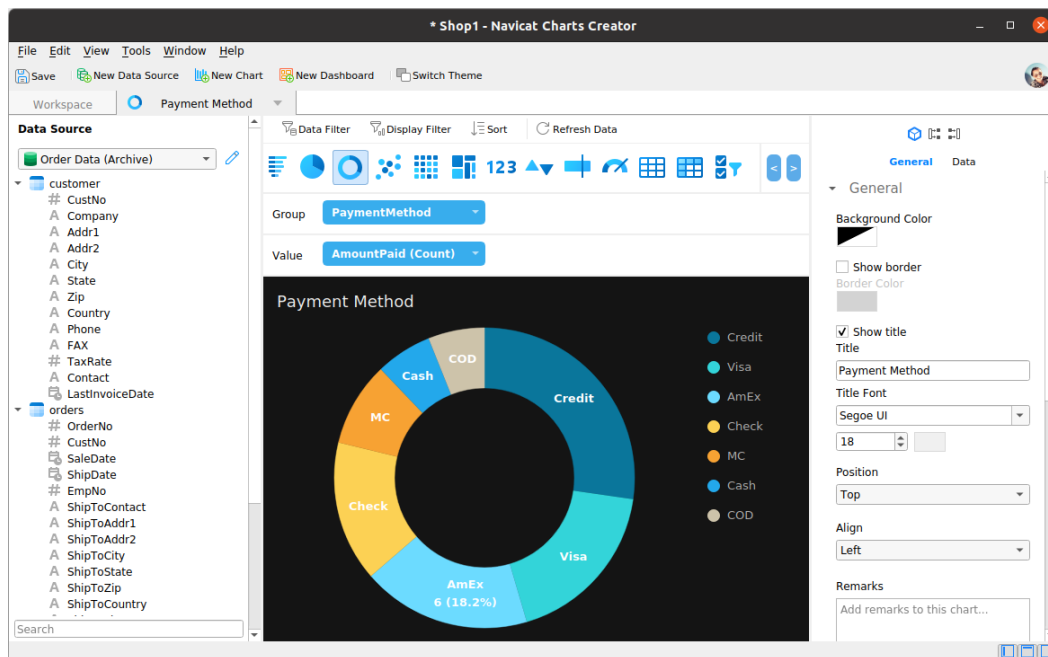 * Shop1 - Navicat Charts Creator
File Edit View Tools Window Help
Save New Data Source New Chart New Dashboard Switch Theme
Workspace Payment Method
Data Source
Order Data (Archive)
customer
# CustNo
A Company
A Addr1
A Addr2
A City
A State
A Zip
A Country
A Phone
A FAX
# TaxRate
A Contact
LastInvoiceDate
orders
# OrderNo
# CustNo
SaleDate
ShipDate
# EmpNo
A ShipToContact
A ShipToAddr1
A ShipToAddr2
A ShipToCity
A ShipToState
A ShipToZip
A ShipToCountry
Search
Data Filter Display Filter Sort Refresh Data
123
< >
Group PaymentMethod
Value AmountPaid (Count)
Payment Method
Credit
Visa
AmEx
6 (18.2%)
Check
MC
Cash
COD
Credit
Visa
AmEx
Check
MC
Cash
COD
General Data
General
Background Color
Show border
Border Color
Show title
Title
Payment Method
Title Font
Segoe UI
18
Position
Top
Align
Left
Remarks
Add remarks to this chart...